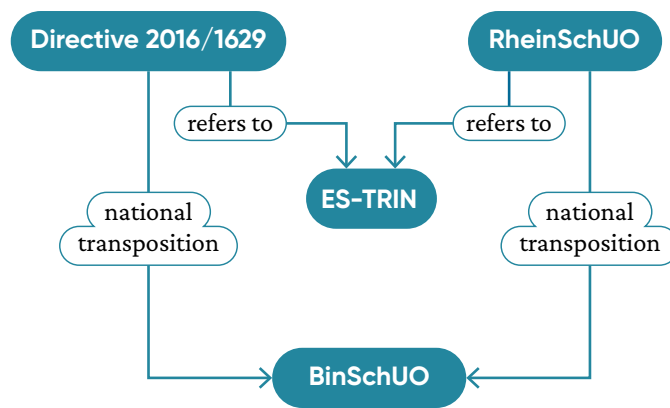 Directive 2016/1629
RheinSchUO
refers to
refers to
ES-TRIN
national
transposition
national
transposition
BinSchUO